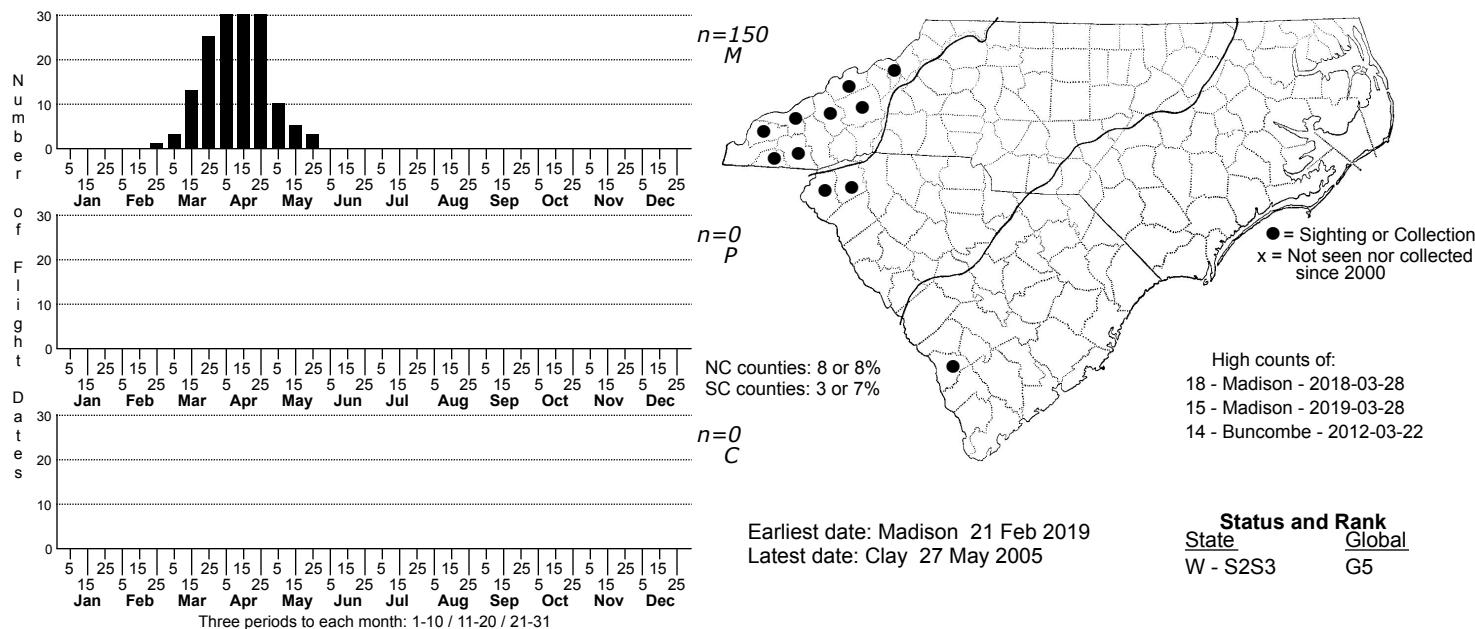 Number of Flight Dates
30
20
10
0
5 15 25 5 15 25 5 15 25 5 15 25 5 15 25 5 15 25 5 15 25 5 15 25 5 15 25 5 15 25 5 15 25 5 15 25
Jan Feb Mar Apr May Jun Jul Aug Sep Oct Nov Dec
n=150
M
30
20
10
0
5 15 25 5 15 25 5 15 25 5 15 25 5 15 25 5 15 25 5 15 25 5 15 25 5 15 25 5 15 25 5 15 25 5 15 25
Jan Feb Mar Apr May Jun Jul Aug Sep Oct Nov Dec
n=0
P
30
20
10
0
5 15 25 5 15 25 5 15 25 5 15 25 5 15 25 5 15 25 5 15 25 5 15 25 5 15 25 5 15 25 5 15 25 5 15 25
Jan Feb Mar Apr May Jun Jul Aug Sep Oct Nov Dec
n=0
C
Three periods to each month: 1-10 / 11-20 / 21-31
= Sighting or Collection
x = Not seen nor collected
since 2000
NC counties: 8 or 8%
SC counties: 3 or 7%
High counts of:
18 - Madison - 2018-03-28
15 - Madison - 2019-03-28
14 - Buncombe - 2012-03-22
Earliest date: Madison 21 Feb 2019
Latest date: Clay 27 May 2005
Status and Rank
State Global
W - S2S3 G5